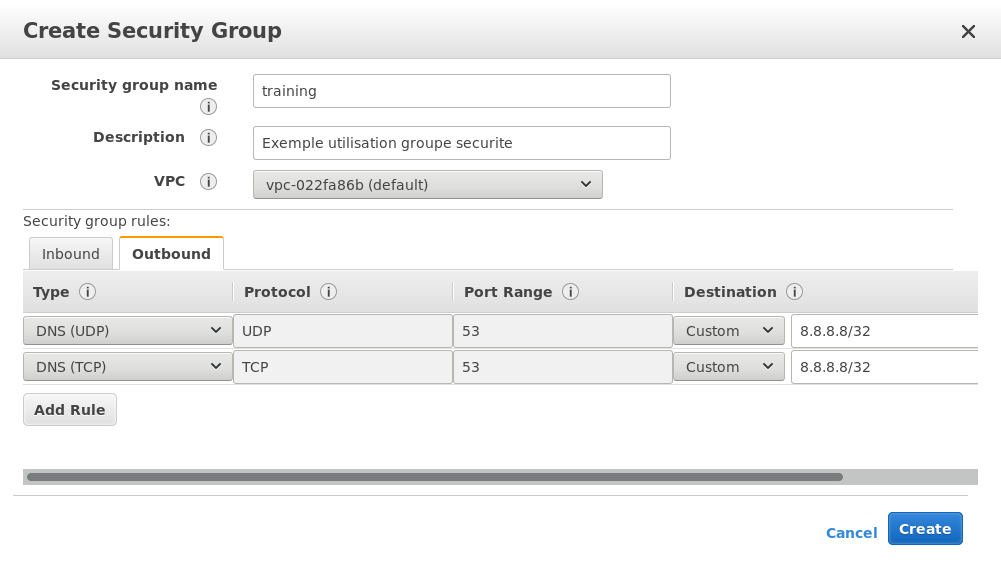 Create Security Group
Security group name
training
Description
Exemple utilisation groupe securite
VPC
vpc-022fa86b (default)
Security group rules:
Inbound Outbound
Type Protocol Port Range Destination
DNS (UDP) UDP 53 Custom 8.8.8.8/32
DNS (TCP) TCP 53 Custom 8.8.8.8/32
Add Rule
Cancel Create